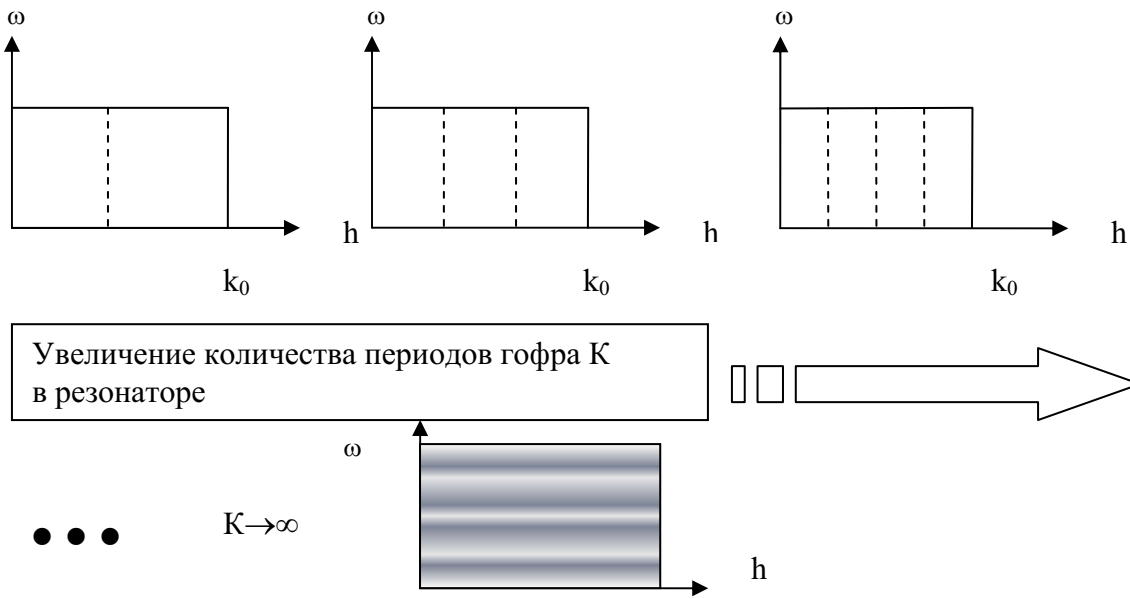 ω ω ω
h h h
k₀ k₀ k₀
Увеличение количества периодов гофра К
в резонаторе
ω
К→∞
h